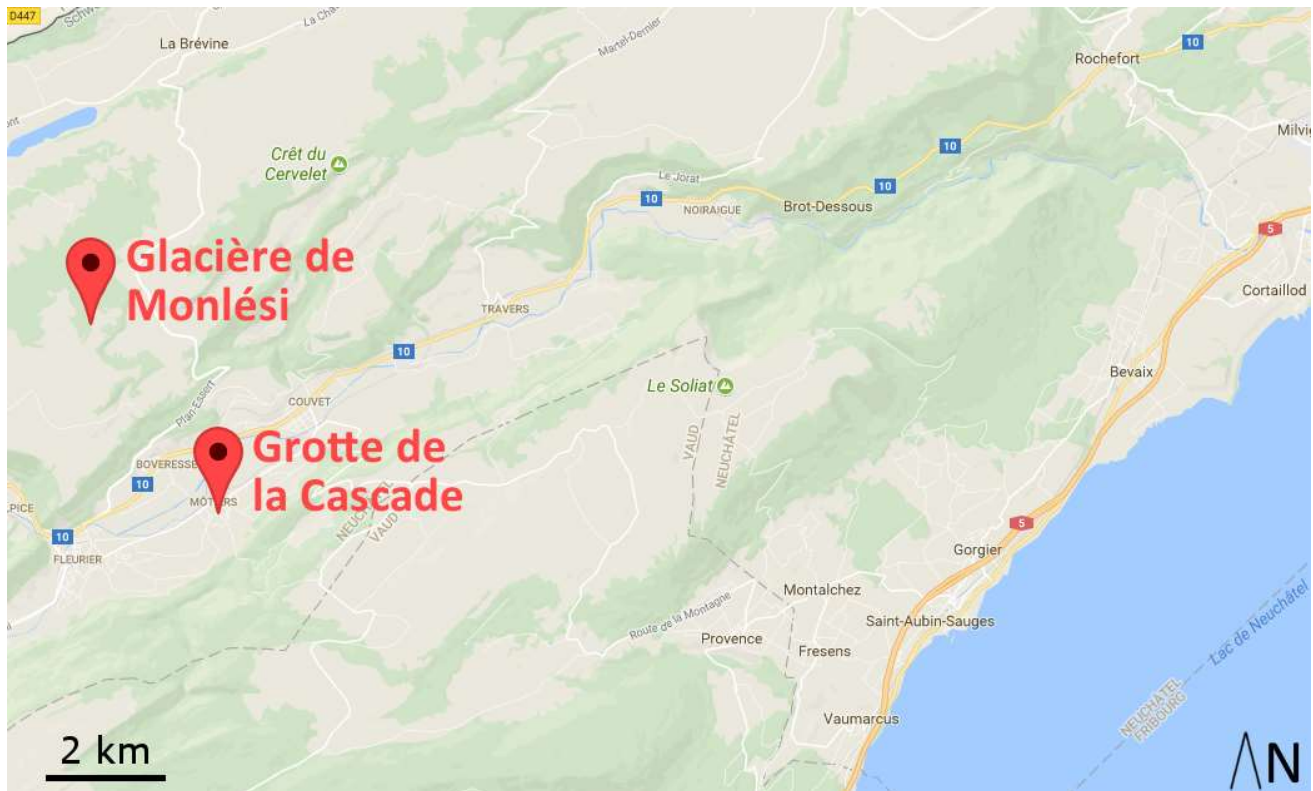 D447
La Brévine
Martel-Dernier
Rochefort
10
Crêt du
Cervelet
10
Le Jorat
10
10
NOIRAIGUE
Brot-Dessous
5
Glacière de
Monlési
TRAVERS
Cortaillod
10
Plan-Essert
COUVET
Le Soliat
Bevaix
VAUD
NEUCHÂTEL
Grotte de
la Cascade
BOVERESSE
10
MÔTIERS
NEUCHÂTEL
VAUD
10
FLEURIER
5
Gorgier
Montalchez
Route de la Montagne
Saint-Aubin-Sauges
Provence
Fresens
Lac de Neuchâtel
NEUCHÂTEL
FRIBOURG
Vaumarcus
2 km
N